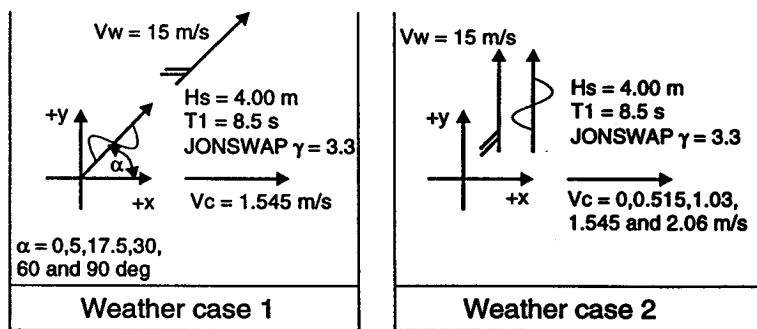 Vw = 15 m/s
Hs = 4.00 m
T1 = 8.5 s
JONSWAP γ = 3.3
+y
α
+x
Vc = 1.545 m/s
α = 0,5,17.5,30,
60 and 90 deg
Weather case 1
Vw = 15 m/s
Hs = 4.00 m
T1 = 8.5 s
JONSWAP γ = 3.3
+y
+x
Vc = 0,0.515,1.03,
1.545 and 2.06 m/s
Weather case 2